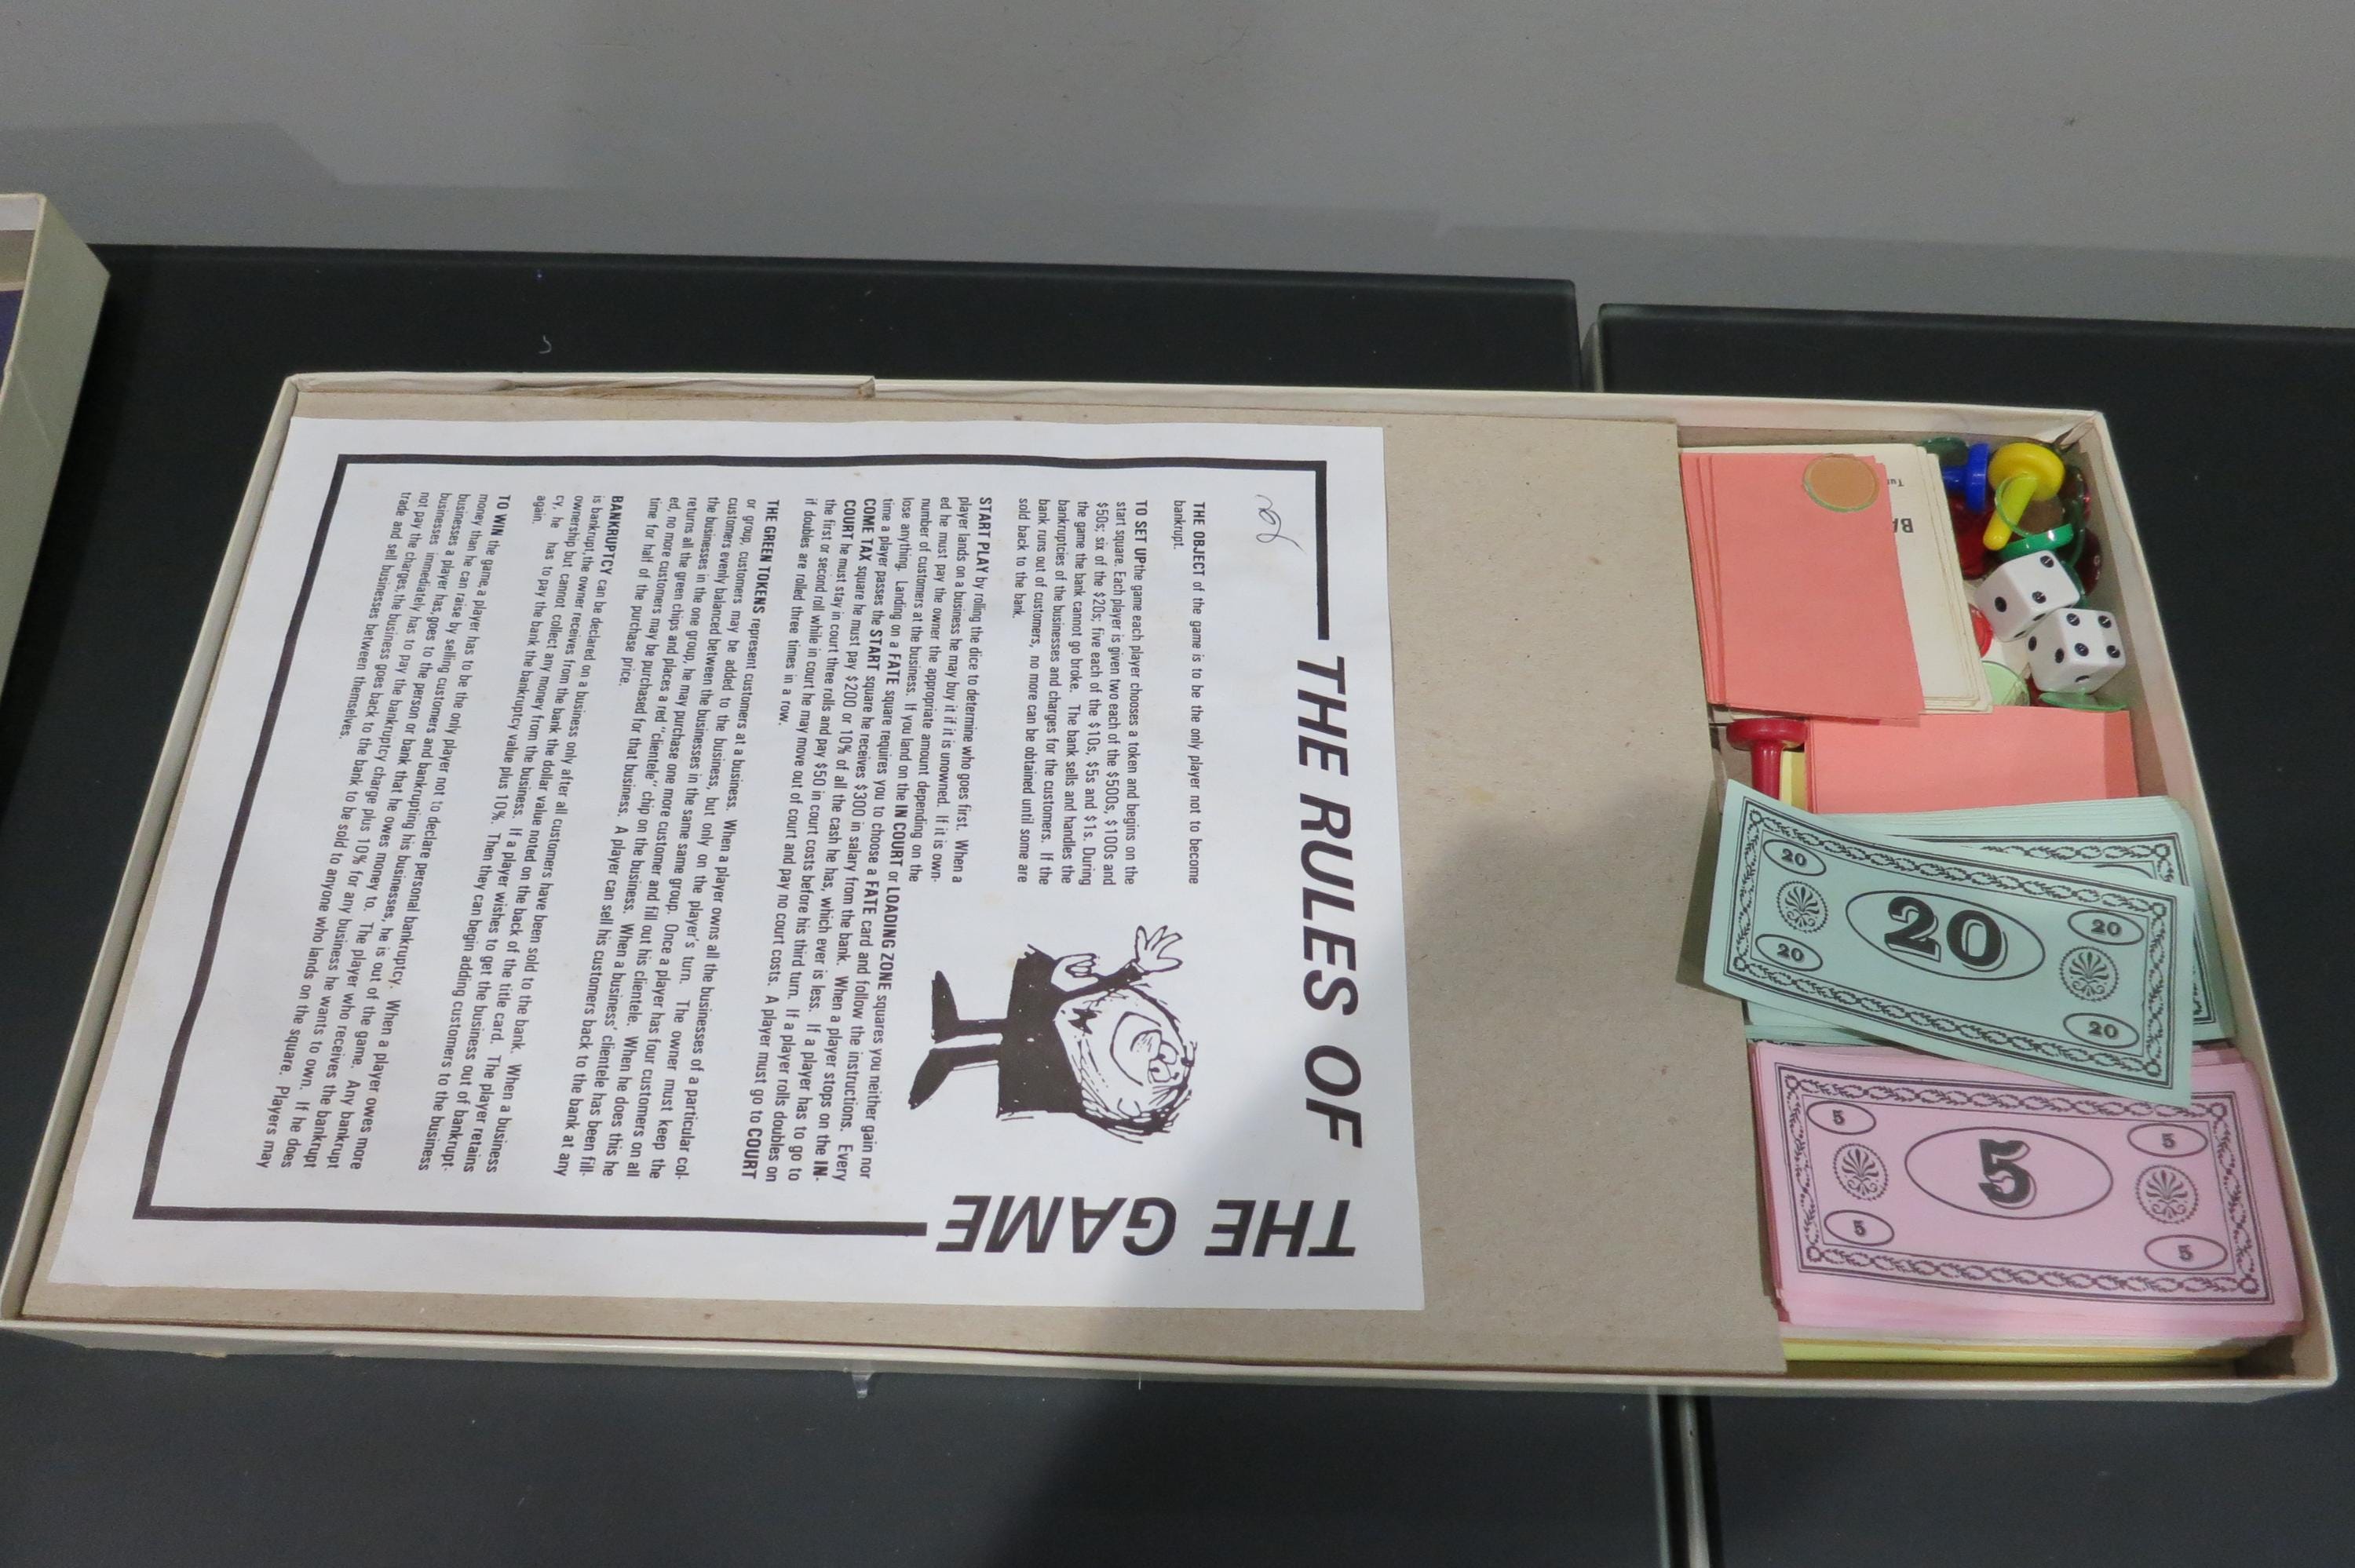 THE RULES OF
THE GAME
THE OBJECT of the game is to be the only player not to become
bankrupt.
TO SET UPthe game each player chooses a token and begins on the
start square. Each player is given two each of the $500s, $100s and
$50s; six of the $20s; five each of the $10s, $5s and $1s. During
the game the bank cannot go broke. The bank sells and handles the
bankruptcies of the businesses and charges for the customers. If the
bank runs out of customers, no more can be obtained until some are
sold back to the bank.
START PLAY by rolling the dice to determine who goes first. When a
player lands on a business he may buy it if it is unowned. If it is own-
ed he must pay the owner the appropriate amount depending on the
number of customers at the business. If you land on the IN COURT or LOADING ZONE squares you neither gain nor
lose anything. Landing on a FATE square requires you to choose a FATE card and follow the instructions. Every
time a player passes the START square he receives $300 in salary from the bank. When a player stops on the IN-
COME TAX square he must pay $200 or 10% of all the cash he has, which ever is less. If a player has to go to
COURT he must stay in court three rolls and pay $50 in court costs before his third turn. If a player rolls doubles on
the first or second roll while in court he may move out of court and pay no court costs. A player must go to COURT
if doubles are rolled three times in a row.
THE GREEN TOKENS represent customers at a business. When a player owns all the businesses of a particular col-
or group, customers may be added to the business, but only on the player's turn. The owner must keep the
customers evenly balanced between the businesses in the same group. Once a player has four customers on all
the businesses in the one group, he may purchase one more customer and fill out his clientele. When he does this he
returns all the green chips and places a red "clientele" chip on the business. When a business' clientele has been fill-
ed, no more customers may be purchased for that business. A player can sell his customers back to the bank at any
time for half of the purchase price.
BANKRUPTCY can be declared on a business only after all customers have been sold to the bank. When a business
is bankrupt,the owner receives from the bank the dollar value noted on the back of the title card. The player retains
ownership but cannot collect any money from the business. If a player wishes to get the business out of bankrupt-
cy, he has to pay the bank the bankruptcy value plus 10%. Then they can begin adding customers to the business
again.
TO WIN the game,a player has to be the only player not to declare personal bankruptcy. When a player owes more
money than he can raise by selling customers and bankrupting his businesses, he is out of the game. Any bankrupt
businesses a player has,goes to the person or bank that he owes money to. The player who receives the bankrupt
businesses immediately has to pay the bank the bankruptcy charge plus 10% for any business he wants to own. If he does
not pay the charges,the business goes back to the bank to be sold to anyone who lands on the square. Players may
trade and sell businesses between themselves.
BA
20
20
20
20
20
5
5
5
5
5